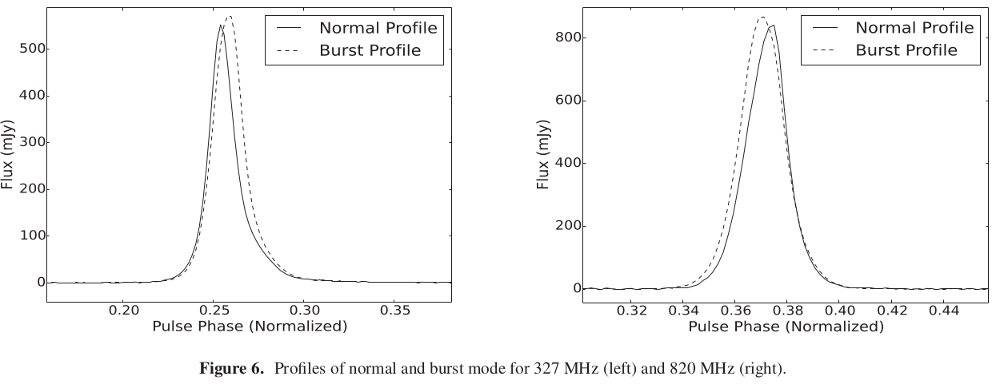 Normal Profile
Burst Profile
500
400
300
200
100
0
Flux (mJy)
0.20 0.25 0.30 0.35
Pulse Phase (Normalized)
Normal Profile
Burst Profile
800
600
400
200
0
Flux (mJy)
0.32 0.34 0.36 0.38 0.40 0.42 0.44
Pulse Phase (Normalized)
Figure 6. Profiles of normal and burst mode for 327 MHz (left) and 820 MHz (right).